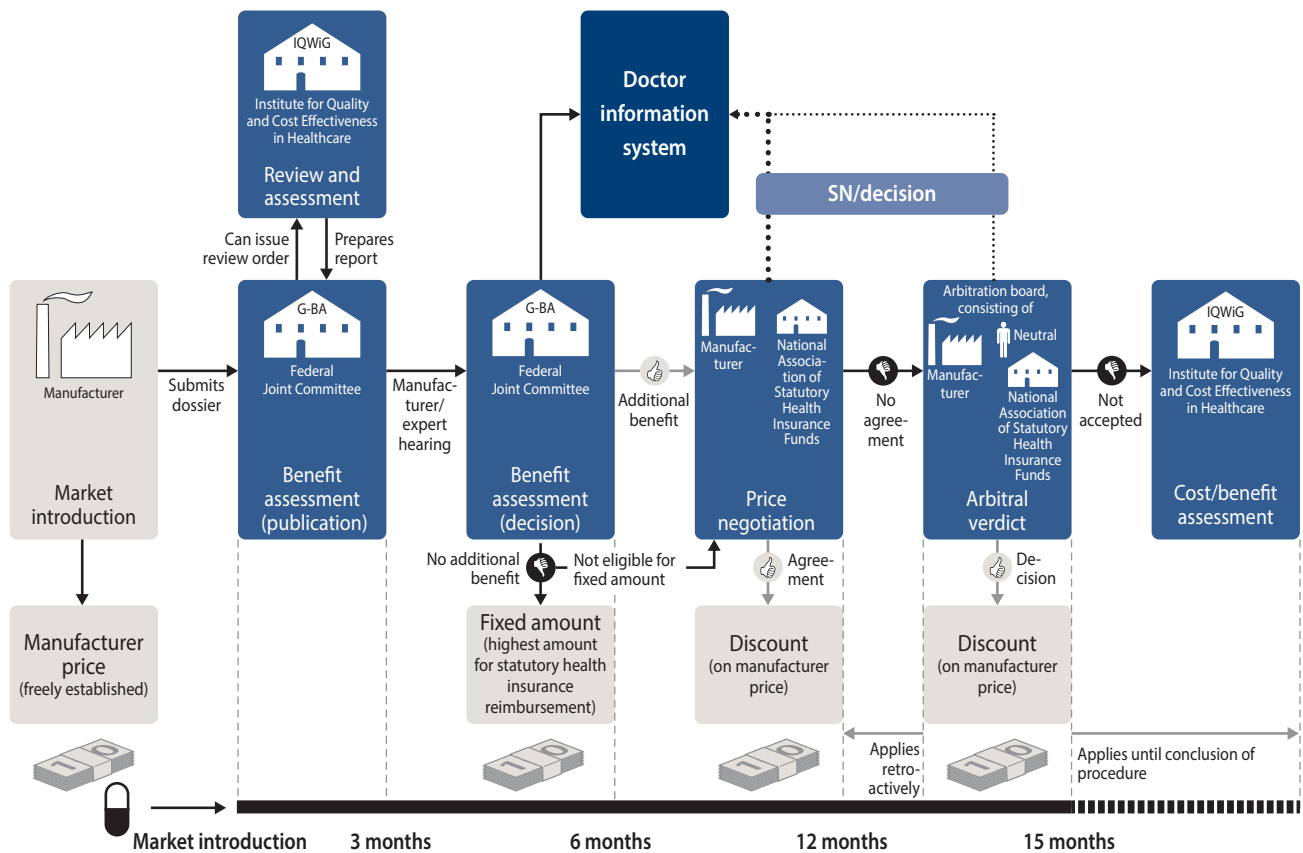 IQWiG
Institute for Quality
and Cost Effectiveness
in Healthcare
Review and
assessment
Doctor
information
system
SN/decision
Can issue
review order
Prepares
report
Manufacturer
Market
introduction
Submits
dossier
G-BA
Federal
Joint Committee
Benefit
assessment
(publication)
Manufac-
turer/
expert
hearing
G-BA
Federal
Joint Committee
Benefit
assessment
(decision)
Additional
benefit
Manufac-
turer
National
Associa-
tion of
Statutory
Health
Insurance
Funds
Price
negotiation
No
agree-
ment
Arbitration board,
consisting of
Neutral
Manufac-
turer
National
Association
of Statutory
Health
Insurance
Funds
Arbitral
verdict
Not
accepted
IQWiG
Institute for Quality
and Cost Effectiveness
in Healthcare
Cost/benefit
assessment
No additional
benefit
Not eligible for
fixed amount
Agree-
ment
De-
cision
Manufacturer
price
(freely established)
Fixed amount
(highest amount
for statutory health
insurance
reimbursement)
Discount
(on manufacturer
price)
Discount
(on manufacturer
price)
10
10
10
10
Applies
retro-
actively
Applies until conclusion of
procedure
Market introduction
3 months
6 months
12 months
15 months